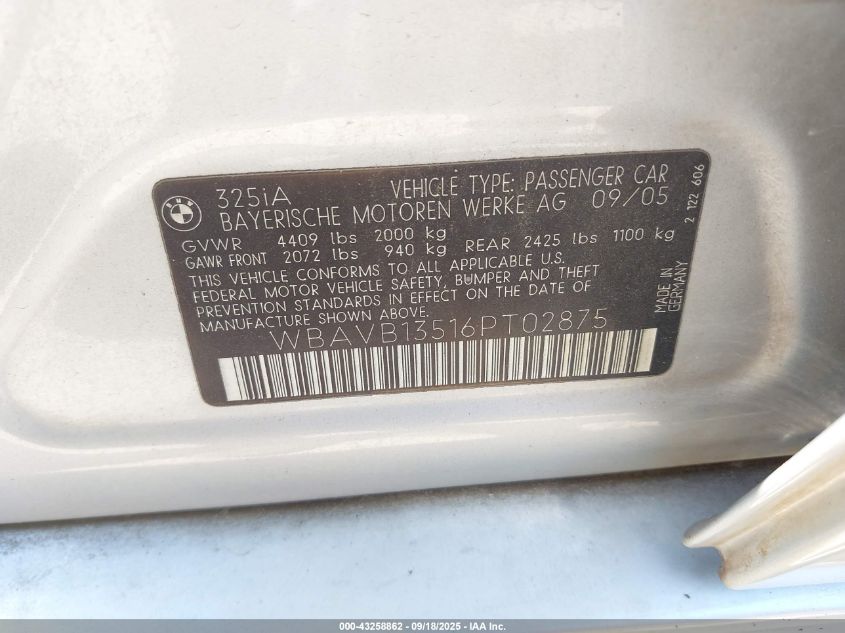 BMW
325iA VEHICLE TYPE: PASSENGER CAR
BAYERISCHE MOTOREN WERKE AG 09/05
GVWR 4409 lbs 2000 kg
GAWR FRONT 2072 lbs 940 kg REAR 2425 lbs 1100 kg
THIS VEHICLE CONFORMS TO ALL APPLICABLE U.S.
FEDERAL MOTOR VEHICLE SAFETY, BUMPER AND THEFT
PREVENTION STANDARDS IN EFFECT ON THE DATE OF
MANUFACTURE SHOWN ABOVE.
WBAVB13516PT02875
2 122 606
MADE IN
GERMANY
000-43258862 - 09/18/2025 - IAA Inc.